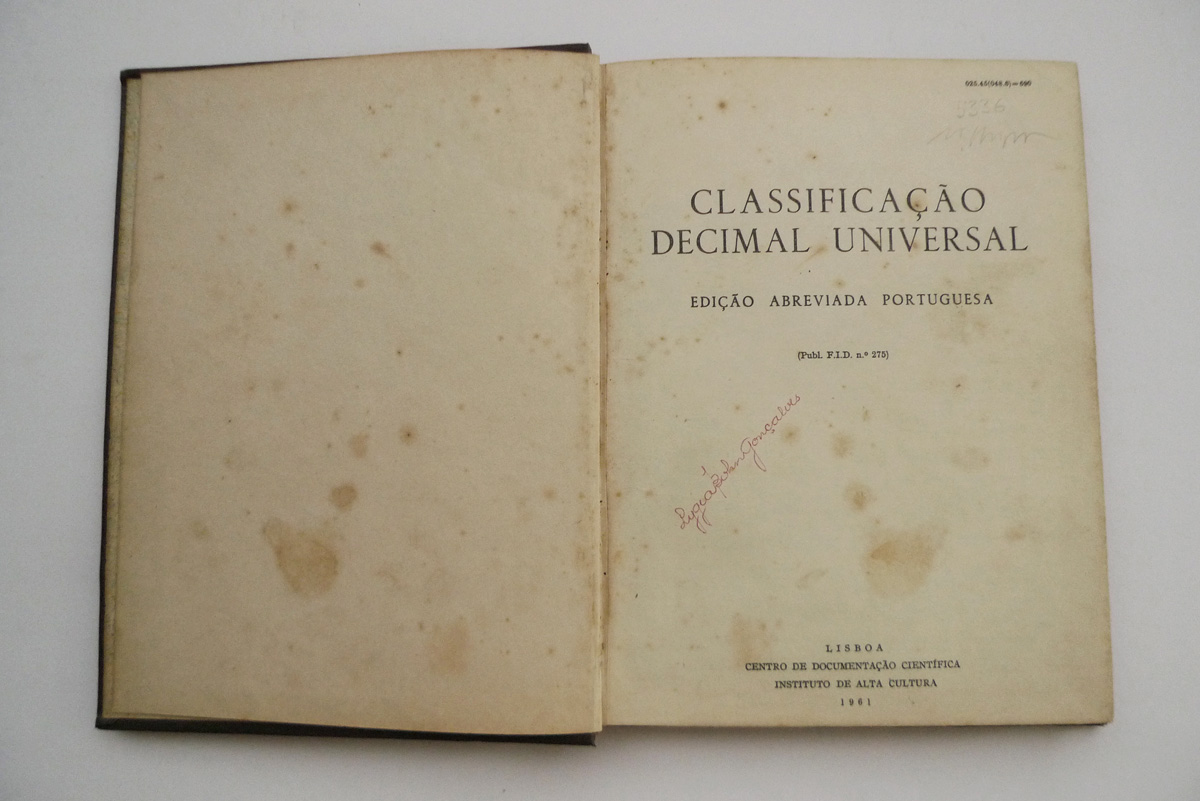 025.45(048.8)=690
CLASSIFICAÇÃO
DECIMAL UNIVERSAL
EDIÇÃO ABREVIADA PORTUGUESA
(Publ. F.I.D. n.º 275)
Gonçalves
LISBOA
CENTRO DE DOCUMENTAÇÃO CIENTÍFICA
INSTITUTO DE ALTA CULTURA
1961